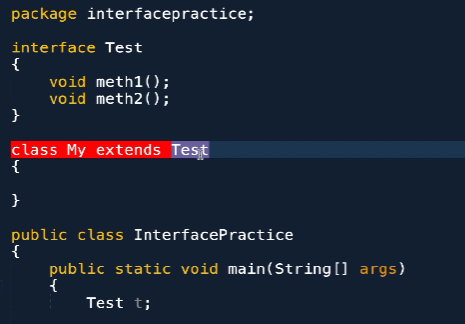 package interfacepractice;
interface Test
{
void meth1();
void meth2();
}
class My extends Test
{
}
public class InterfacePractice
{
public static void main(String[] args)
{
Test t;